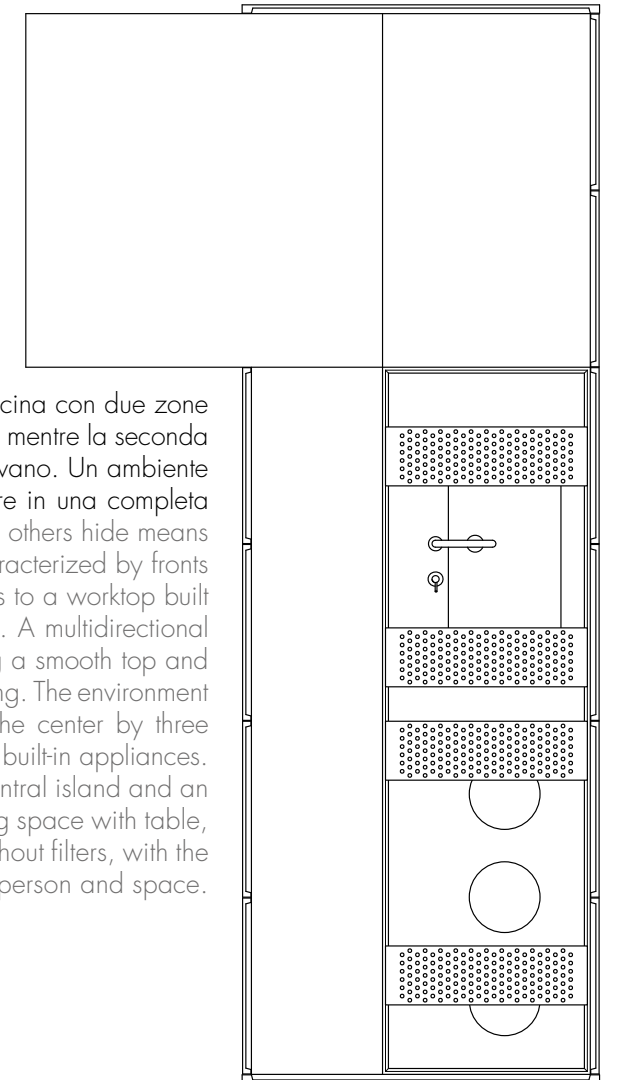 cina con due zone
mentre la seconda
vano. Un ambiente
re in una completa
others hide means
racterized by fronts
s to a worktop built
. A multidirectional
g a smooth top and
ng. The environment
he center by three
built-in appliances.
ntral island and an
g space with table,
hout filters, with the
person and space.